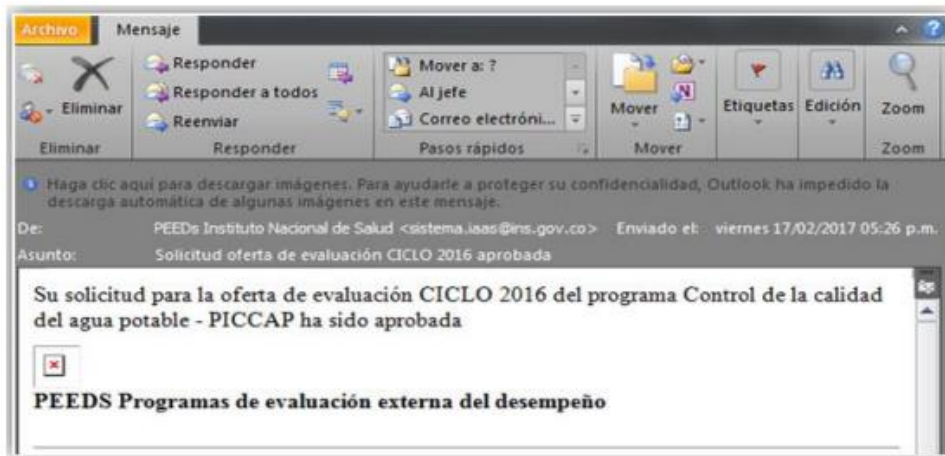 Archivo Mensaje
Responder Mover a: ?
Responder a todos Al jefe
Eliminar Reenviar Correo electróni... Mover Etiquetas Edición Zoom
Eliminar Responder Pasos rápidos Mover Zoom
Haga clic aquí para descargar imágenes. Para ayudarle a proteger su confidencialidad, Outlook ha impedido la
descarga automática de algunas imágenes en este mensaje.
De: PEEDs Instituto Nacional de Salud <sistema.iaas@ins.gov.co> Enviado el: viernes 17/02/2017 05:26 p.m.
Asunto: Solicitud oferta de evaluación CICLO 2016 aprobada
Su solicitud para la oferta de evaluación CICLO 2016 del programa Control de la calidad
del agua potable - PICCAP ha sido aprobada
PEEDS Programas de evaluación externa del desempeño